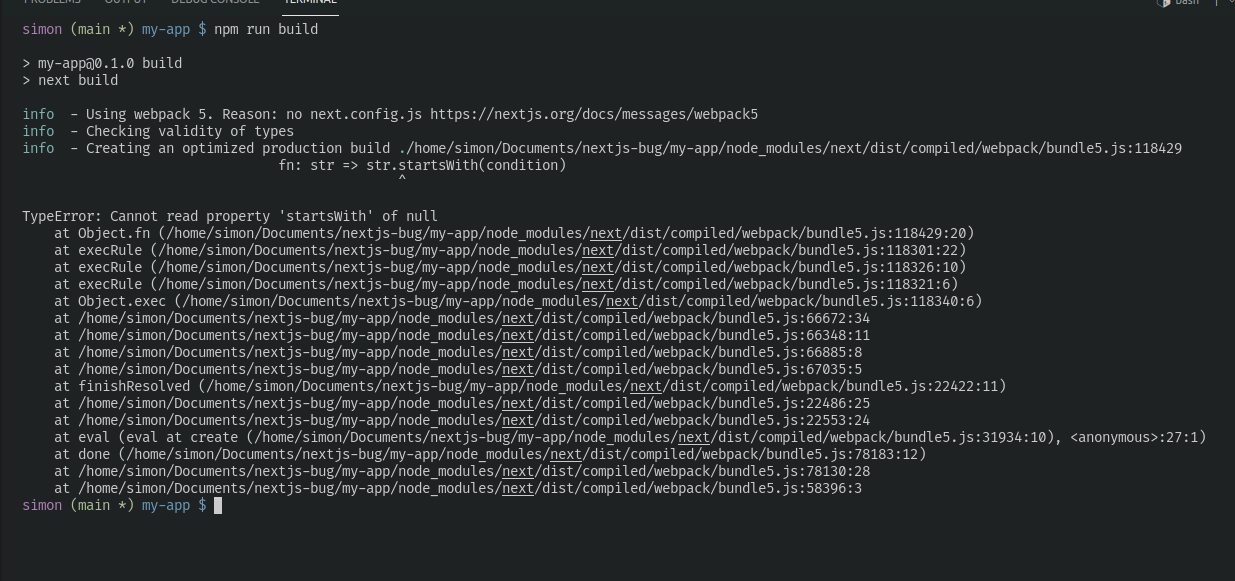 PROBLEMS OUTPUT DEBUG CONSOLE TERMINAL bash
simon (main *) my-app $ npm run build
> my-app@0.1.0 build
> next build
info  - Using webpack 5. Reason: no next.config.js https://nextjs.org/docs/messages/webpack5
info  - Checking validity of types
info  - Creating an optimized production build ./home/simon/Documents/nextjs-bug/my-app/node_modules/next/dist/compiled/webpack/bundle5.js:118429
fn: str => str.startsWith(condition)
^
TypeError: Cannot read property 'startsWith' of null
at Object.fn (/home/simon/Documents/nextjs-bug/my-app/node_modules/next/dist/compiled/webpack/bundle5.js:118429:20)
at execRule (/home/simon/Documents/nextjs-bug/my-app/node_modules/next/dist/compiled/webpack/bundle5.js:118301:22)
at execRule (/home/simon/Documents/nextjs-bug/my-app/node_modules/next/dist/compiled/webpack/bundle5.js:118326:10)
at execRule (/home/simon/Documents/nextjs-bug/my-app/node_modules/next/dist/compiled/webpack/bundle5.js:118321:6)
at Object.exec (/home/simon/Documents/nextjs-bug/my-app/node_modules/next/dist/compiled/webpack/bundle5.js:118340:6)
at /home/simon/Documents/nextjs-bug/my-app/node_modules/next/dist/compiled/webpack/bundle5.js:66672:34
at /home/simon/Documents/nextjs-bug/my-app/node_modules/next/dist/compiled/webpack/bundle5.js:66348:11
at /home/simon/Documents/nextjs-bug/my-app/node_modules/next/dist/compiled/webpack/bundle5.js:66885:8
at /home/simon/Documents/nextjs-bug/my-app/node_modules/next/dist/compiled/webpack/bundle5.js:67035:5
at finishResolved (/home/simon/Documents/nextjs-bug/my-app/node_modules/next/dist/compiled/webpack/bundle5.js:22422:11)
at /home/simon/Documents/nextjs-bug/my-app/node_modules/next/dist/compiled/webpack/bundle5.js:22486:25
at /home/simon/Documents/nextjs-bug/my-app/node_modules/next/dist/compiled/webpack/bundle5.js:22553:24
at eval (eval at create (/home/simon/Documents/nextjs-bug/my-app/node_modules/next/dist/compiled/webpack/bundle5.js:31934:10), <anonymous>:27:1)
at done (/home/simon/Documents/nextjs-bug/my-app/node_modules/next/dist/compiled/webpack/bundle5.js:78183:12)
at /home/simon/Documents/nextjs-bug/my-app/node_modules/next/dist/compiled/webpack/bundle5.js:78130:28
at /home/simon/Documents/nextjs-bug/my-app/node_modules/next/dist/compiled/webpack/bundle5.js:58396:3
simon (main *) my-app $